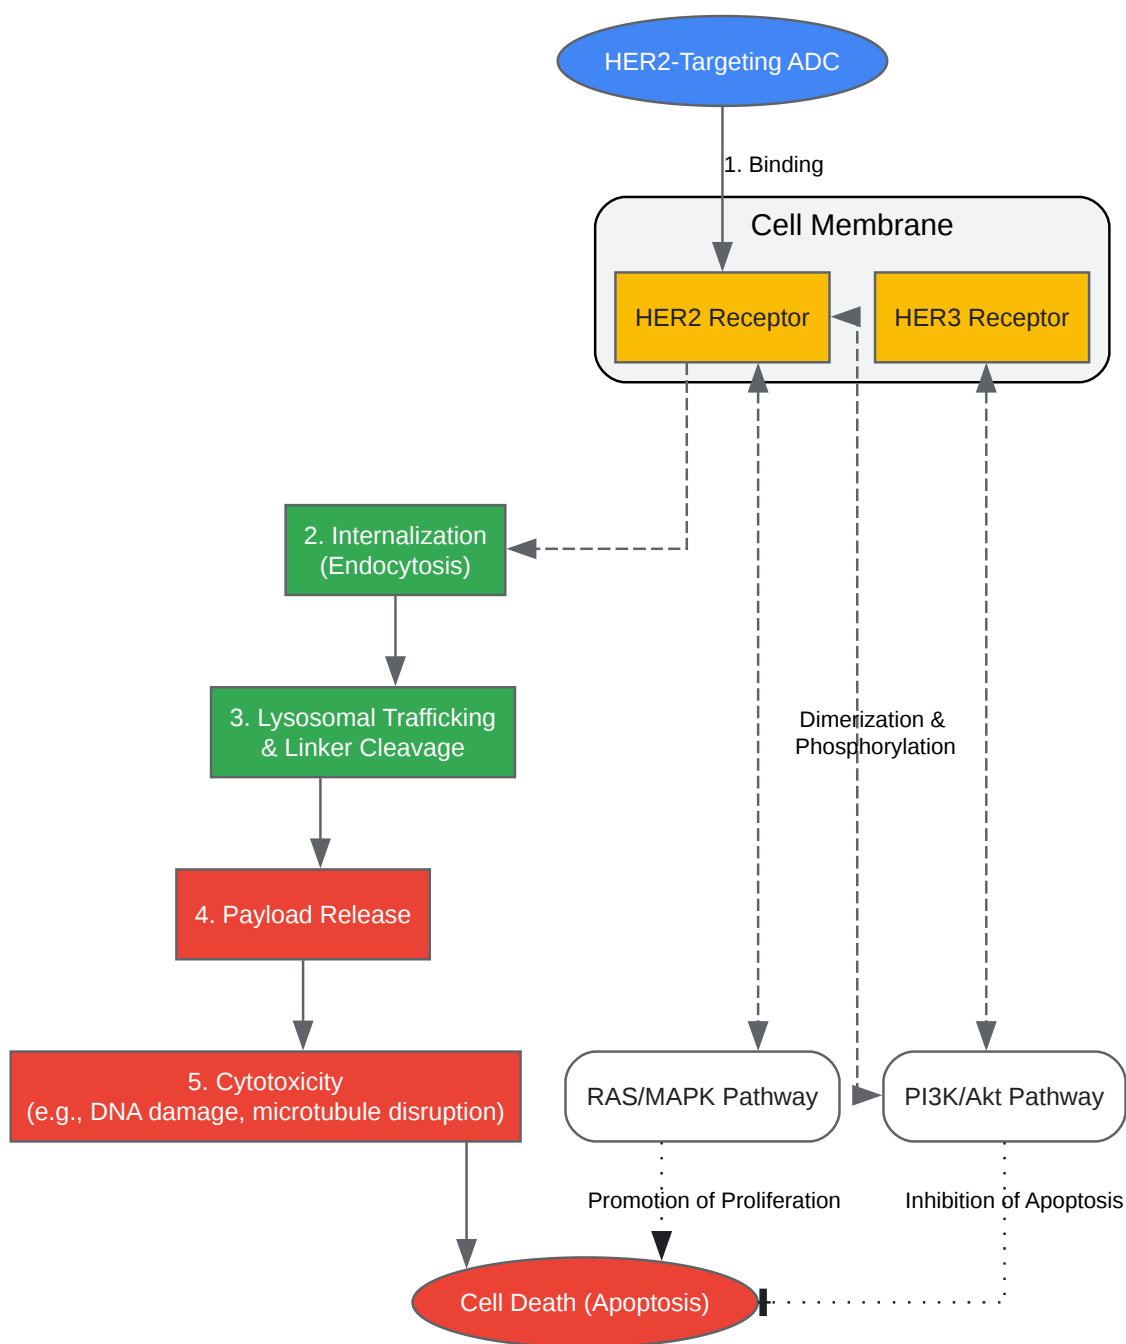 HER2-Targeting ADC
1. Binding
Cell Membrane
HER2 Receptor
HER3 Receptor
2. Internalization
(Endocytosis)
3. Lysosomal Trafficking
& Linker Cleavage
Dimerization &
Phosphorylation
4. Payload Release
5. Cytotoxicity
(e.g., DNA damage, microtubule disruption)
RAS/MAPK Pathway
PI3K/Akt Pathway
Promotion of Proliferation
Inhibition of Apoptosis
Cell Death (Apoptosis)